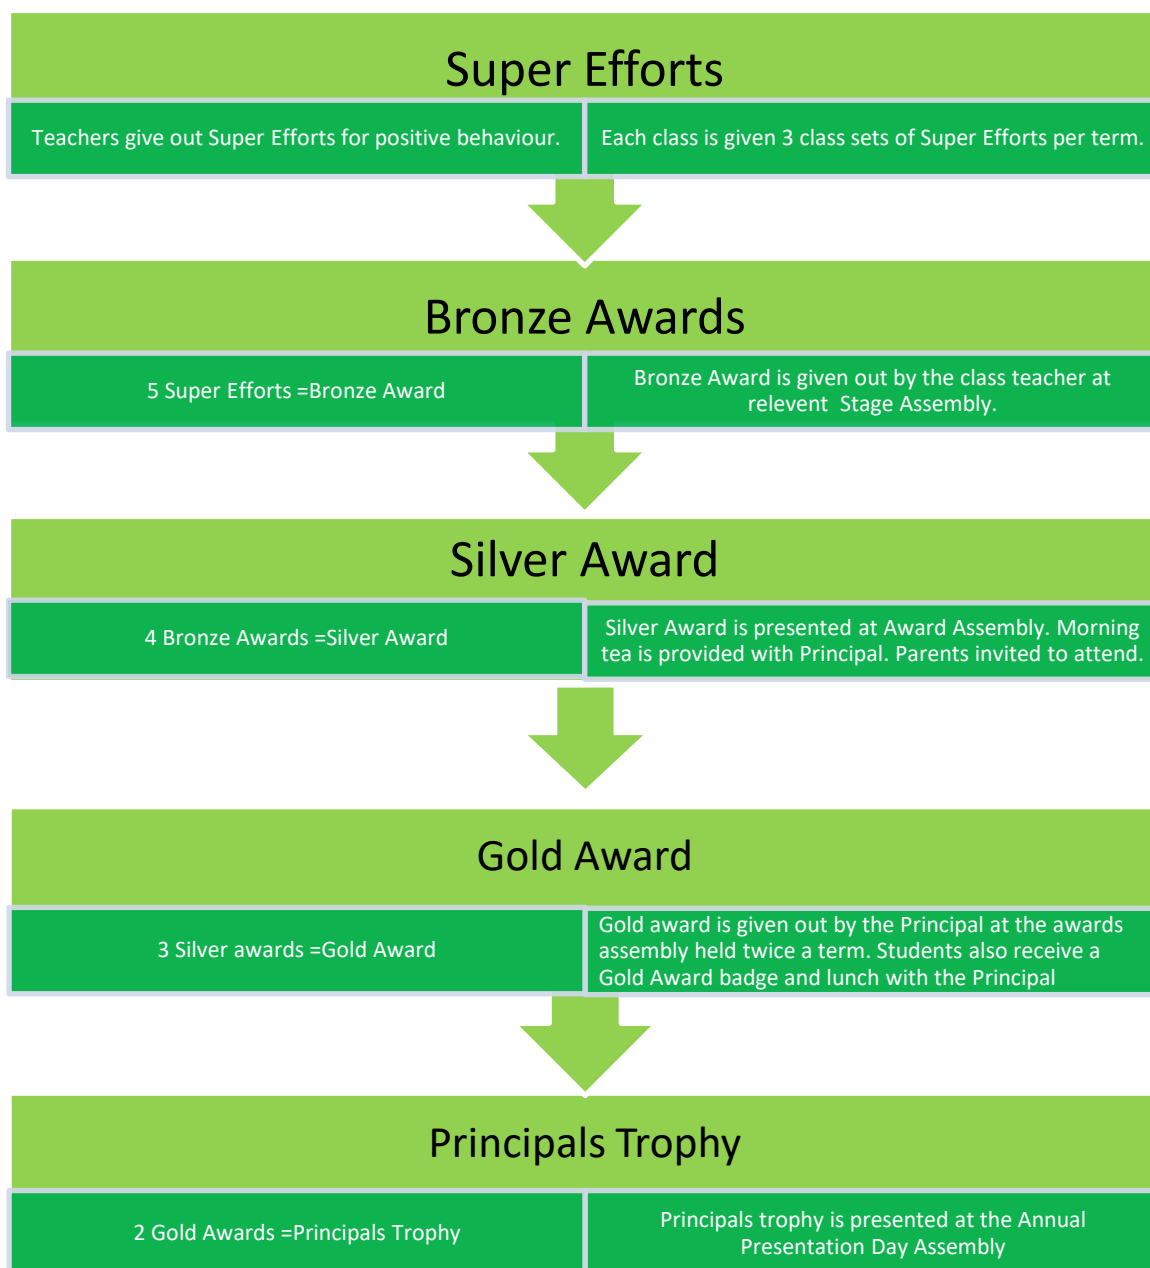 Super Efforts
Teachers give out Super Efforts for positive behaviour.
Each class is given 3 class sets of Super Efforts per term.
Bronze Awards
5 Super Efforts =Bronze Award
Bronze Award is given out by the class teacher at
relevent  Stage Assembly.
Silver Award
4 Bronze Awards =Silver Award
Silver Award is presented at Award Assembly. Morning
tea is provided with Principal. Parents invited to attend.
Gold Award
3 Silver awards =Gold Award
Gold award is given out by the Principal at the awards
assembly held twice a term. Students also receive a
Gold Award badge and lunch with the Principal
Principals Trophy
2 Gold Awards =Principals Trophy
Principals trophy is presented at the Annual
Presentation Day Assembly